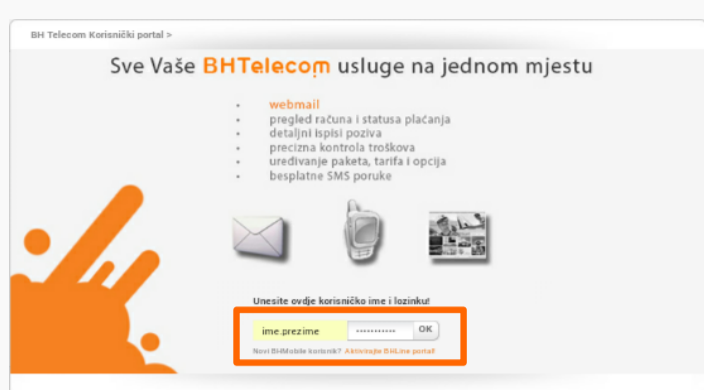 BH Telecom Korisnički portal >
Sve Vaše BHTelecom usluge na jednom mjestu
webmail
pregled računa i statusa plaćanja
detaljni ispisi poziva
precizna kontrola troškova
uređivanje paketa, tarifa i opcija
besplatne SMS poruke
Unesite ovdje korisničko ime i lozinku!
ime.prezime ••••••••••• OK
Novi BHMobile korisnik? Aktivirajte BHLine portal!